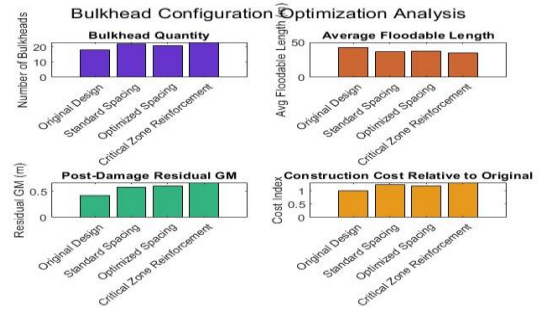 Bulkhead Configuration Optimization Analysis
Bulkhead Quantity
Number of Bulkheads
20
0
Original Design
Standard Spacing
Optimized Spacing
Critical Zone Reinforcement
Average Floodable Length
Avg Floodable Length (m)
50
0
Original Design
Standard Spacing
Optimized Spacing
Critical Zone Reinforcement
Post-Damage Residual GM
Residual GM (m)
0.5
0
Original Design
Standard Spacing
Optimized Spacing
Critical Zone Reinforcement
Construction Cost Relative to Original
Cost Index
1
0
Original Design
Standard Spacing
Optimized Spacing
Critical Zone Reinforcement